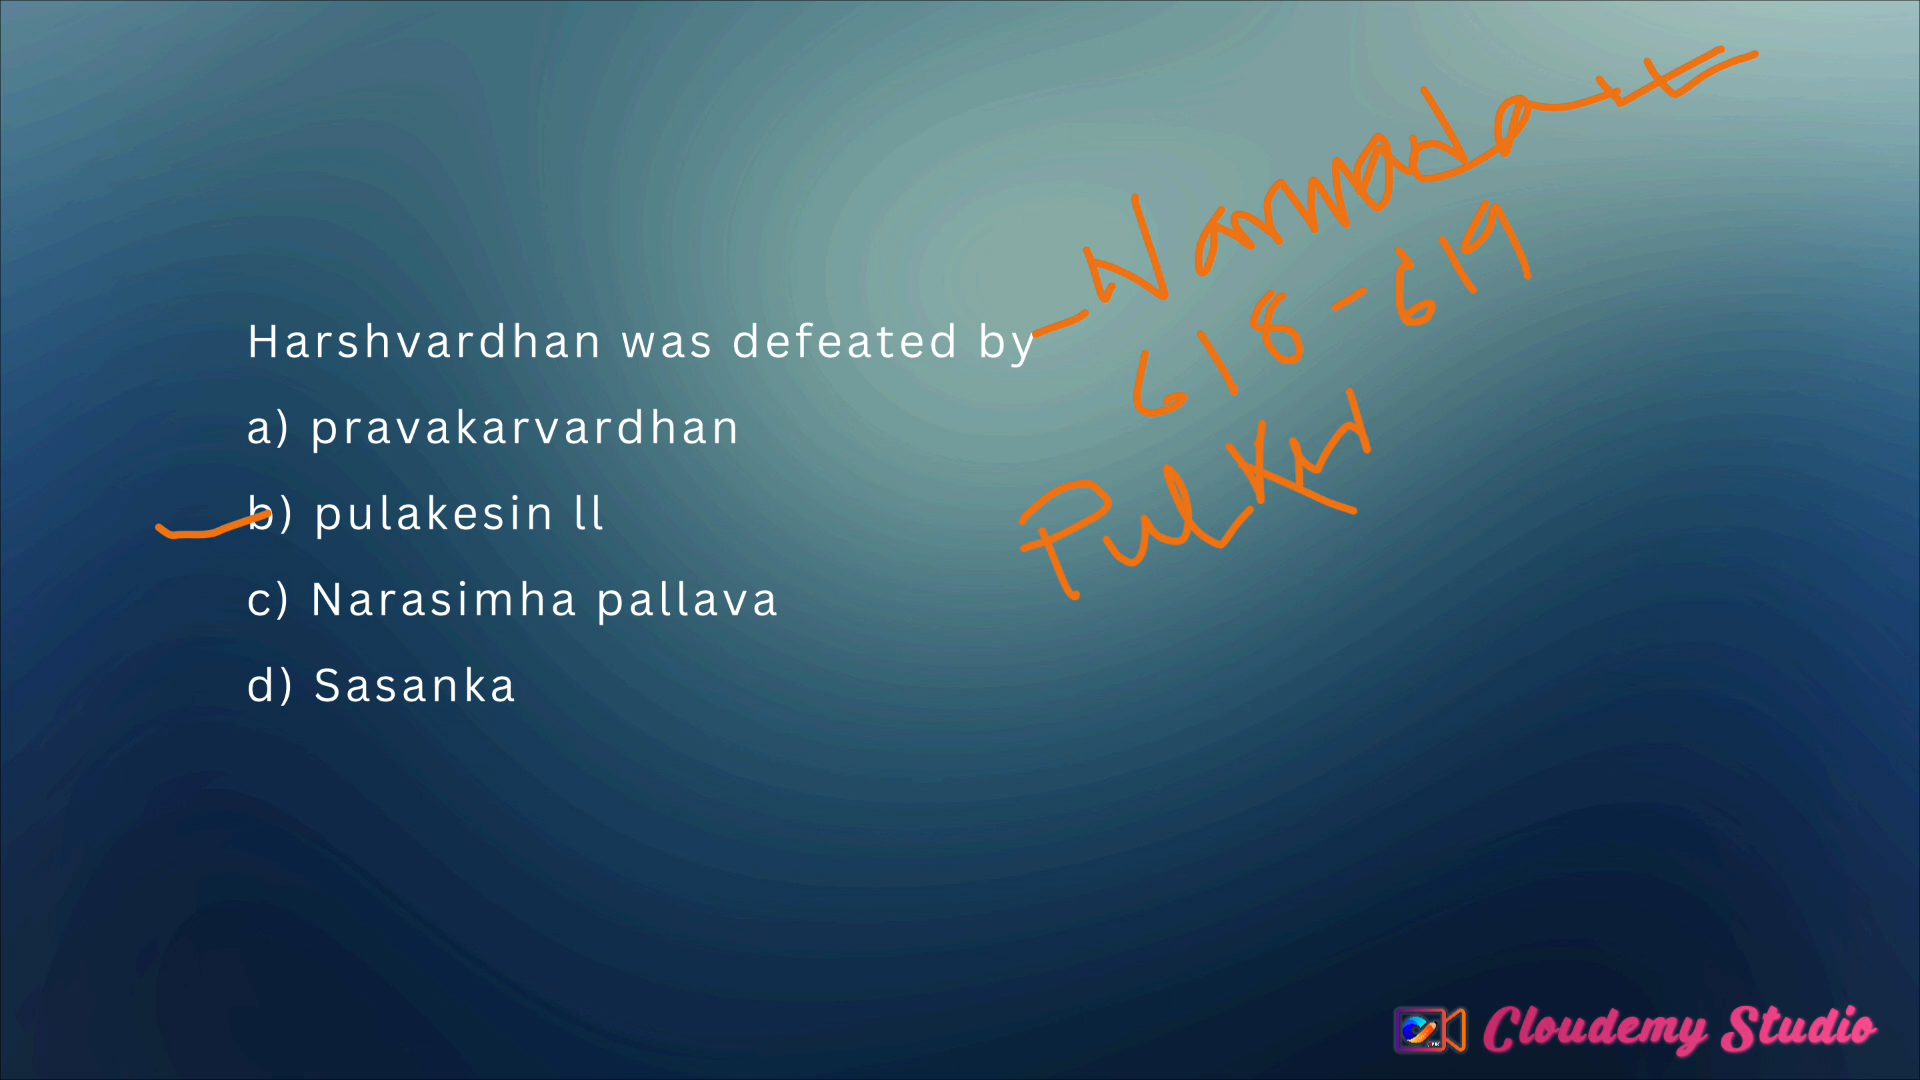 Harshvardhan was defeated by
a) pravakarvardhan
b) pulakesin ll
c) Narasimha pallava
d) Sasanka
Narmada
618-619
Cloudemy Studio